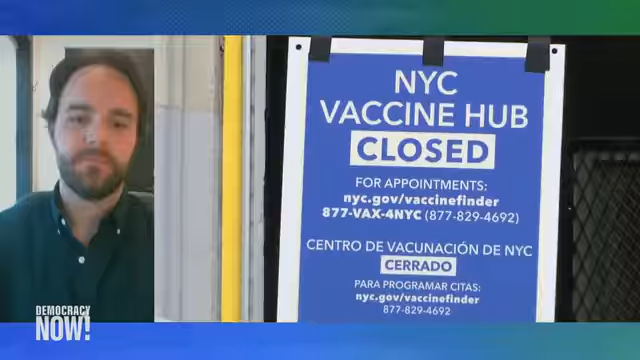 NYC
VACCINE HUB
CLOSED
FOR APPOINTMENTS:
nyc.gov/vaccinefinder
877-VAX-4NYC (877-829-4692)
CENTRO DE VACUNACIÓN DE NYC
CERRADO
PARA PROGRAMAR CITAS:
nyc.gov/vaccinefinder
877-829-4692
DEMOCRACY
NOW!